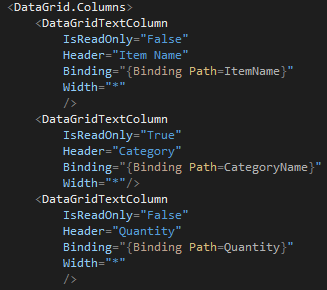 <DataGrid.Columns>
<DataGridTextColumn
IsReadOnly="False"
Header="Item Name"
Binding="{Binding Path=ItemName}"
Width="*"
/>
<DataGridTextColumn
IsReadOnly="True"
Header="Category"
Binding="{Binding Path=CategoryName}"
Width="*"/>
<DataGridTextColumn
IsReadOnly="False"
Header="Quantity"
Binding="{Binding Path=Quantity}"
Width="*"
/>